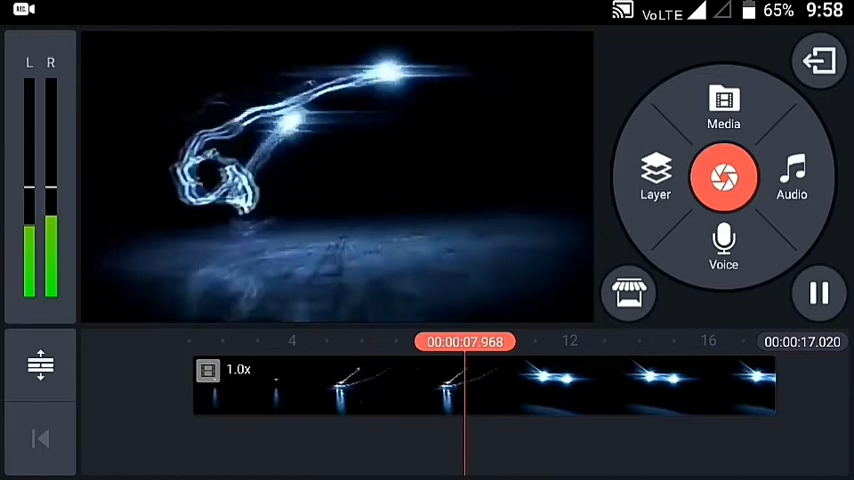 REC
VoLTE
65%
9:58
L R
Media
Layer
Audio
Voice
4
00:00:07.968
12
16
00:00:17.020
1.0x